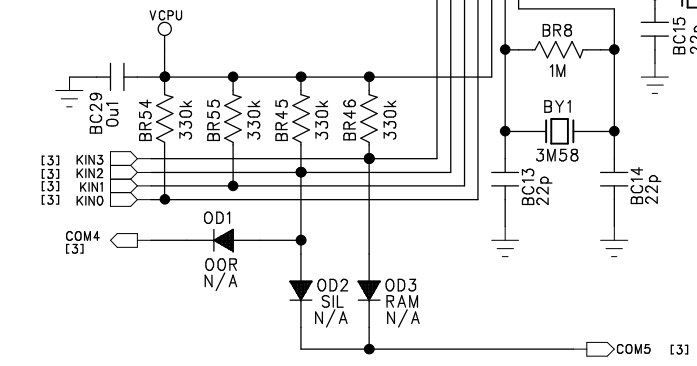 VCPU
BC29
0u1
BR54
330k
BR55
330k
BR45
330k
BR46
330k
BR8
1M
BY1
3M58
BC13
22p
BC14
22p
BC15
[3] KIN3
[3] KIN2
[3] KIN1
[3] KIN0
COM4
[3]
OD1
OOR
N/A
OD2
SIL
N/A
OD3
RAM
N/A
COM5 [3]